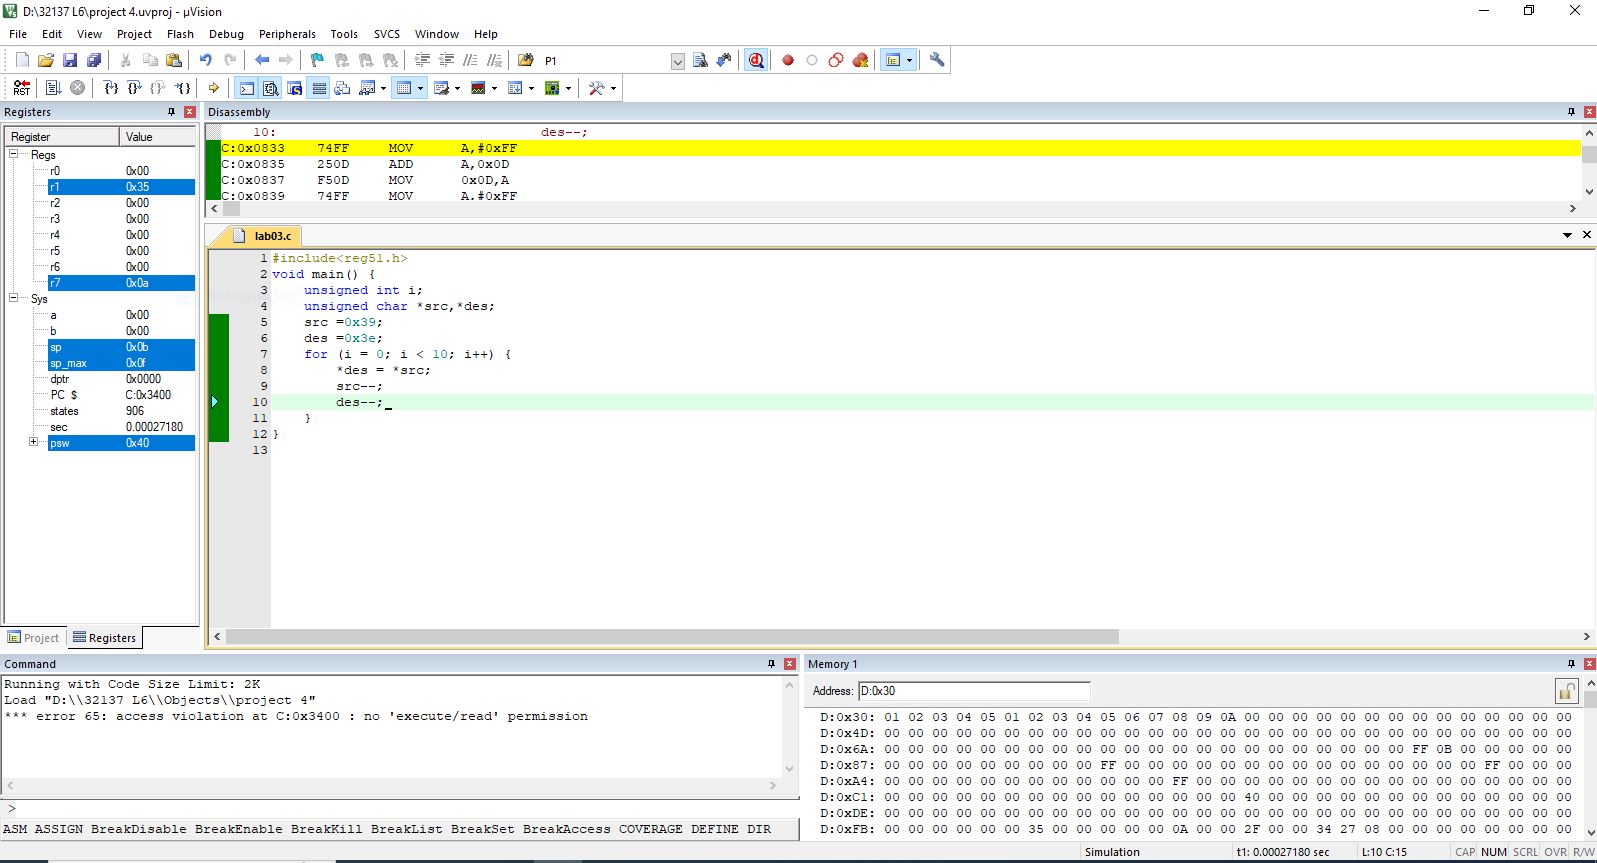 D:\32137 L6\project 4.uvproj - µVision
File Edit View Project Flash Debug Peripherals Tools SVCS Window Help
P1
RST
Registers
Register Value
Regs
r0 0x00
r1 0x35
r2 0x00
r3 0x00
r4 0x00
r5 0x00
r6 0x00
r7 0x0a
Sys
a 0x00
b 0x00
sp 0x0b
sp_max 0x0f
dptr 0x0000
PC $ C:0x3400
states 906
sec 0.00027180
psw 0x40
Project Registers
Disassembly
10: des--;
C:0x0833 74FF MOV A,#0xFF
C:0x0835 250D ADD A,0x0D
C:0x0837 F50D MOV 0x0D,A
C:0x0839 74FF MOV A,#0xFF
lab03.c
1 #include<reg51.h>
2 void main() {
3 unsigned int i;
4 unsigned char *src,*des;
5 src =0x39;
6 des =0x3e;
7 for (i = 0; i < 10; i++) {
8 *des = *src;
9 src--;
10 des--;
11 }
12 }
13
Command
Running with Code Size Limit: 2K
Load "D:\\32137 L6\\Objects\\project 4"
*** error 65: access violation at C:0x3400 : no 'execute/read' permission
>
ASM ASSIGN BreakDisable BreakEnable BreakKill BreakList BreakSet BreakAccess COVERAGE DEFINE DIR
Memory 1
Address: D:0x30
D:0x30: 01 02 03 04 05 01 02 03 04 05 06 07 08 09 0A 00 00 00 00 00 00 00 00 00 00 00 00 00 00
D:0x4D: 00 00 00 00 00 00 00 00 00 00 00 00 00 00 00 00 00 00 00 00 00 00 00 00 00 00 00 00 00
D:0x6A: 00 00 00 00 00 00 00 00 00 00 00 00 00 00 00 00 00 00 00 00 00 00 FF 0B 00 00 00 00 00
D:0x87: 00 00 00 00 00 00 00 00 00 FF 00 00 00 00 00 00 00 00 00 00 00 00 00 00 00 FF 00 00 00
D:0xA4: 00 00 00 00 00 00 00 00 00 00 00 00 FF 00 00 00 00 00 00 00 00 00 00 00 00 00 00 00 00
D:0xC1: 00 00 00 00 00 00 00 00 00 00 00 00 00 00 00 40 00 00 00 00 00 00 00 00 00 00 00 00 00
D:0xDE: 00 00 00 00 00 00 00 00 00 00 00 00 00 00 00 00 00 00 00 00 00 00 00 00 00 00 00 00 00
D:0xFB: 00 00 00 00 00 00 35 00 00 00 00 00 0A 00 00 2F 00 00 34 27 08 00 00 00 00 00 00 00 00
Simulation t1: 0.00027180 sec L:10 C:15 CAP NUM SCRL OVR R/W